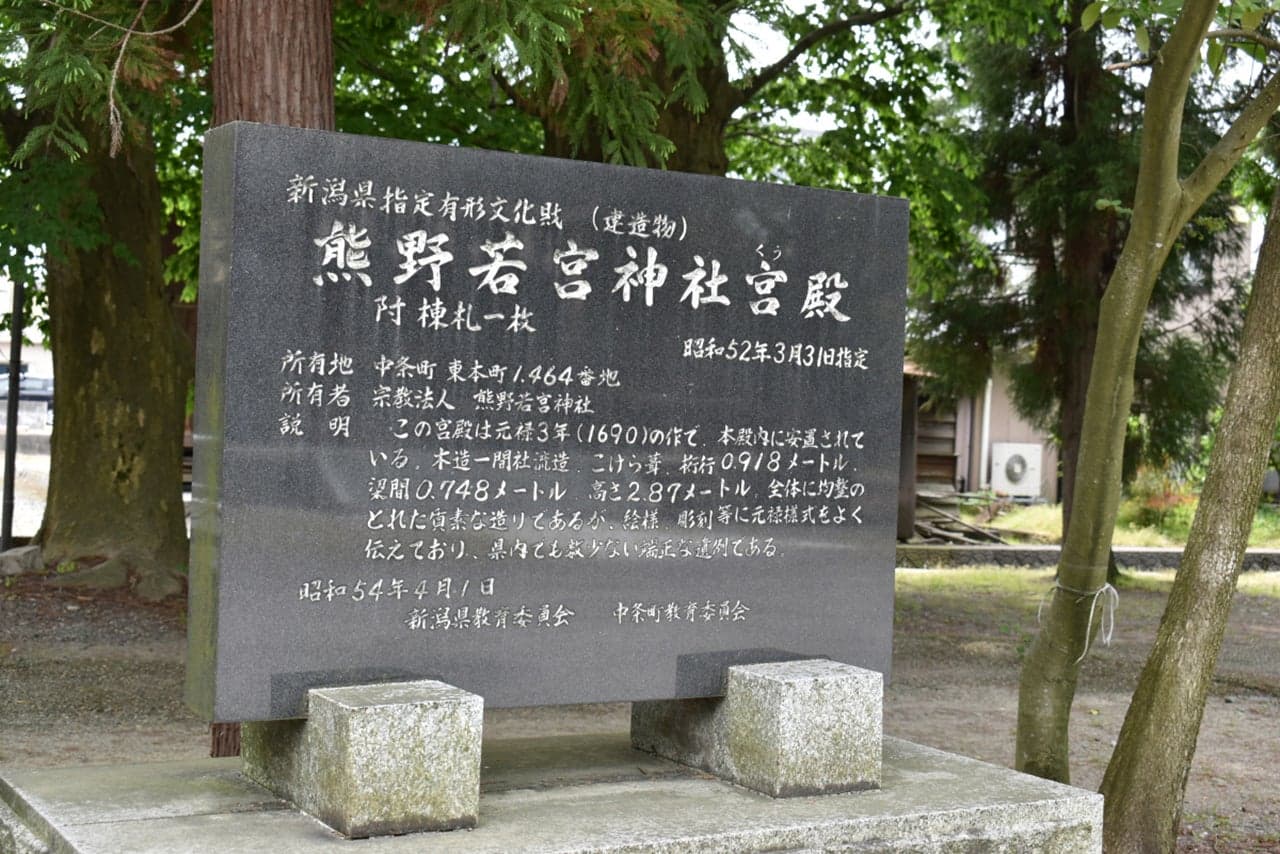 新潟県指定有形文化財 (建造物)
熊野若宮神社宮殿
くう
附棟札一枚
昭和52年3月31日指定
所有地 中条町東本町1.464番地
所有者 宗教法人 熊野若宮神社
説明 この宮殿は元禄3年(1690)の作で、本殿内に安置されて
いる。木造一間社流造、こけら葺、桁行0.918メートル、
梁間0.748メートル、高さ2.87メートル。全体に均整の
とれた質素な造りであるが、絵様、彫刻等に元禄様式をよく
伝えており、県内でも数少ない端正な遺例である。
昭和54年4月1日
新潟県教育委員会 中条町教育委員会